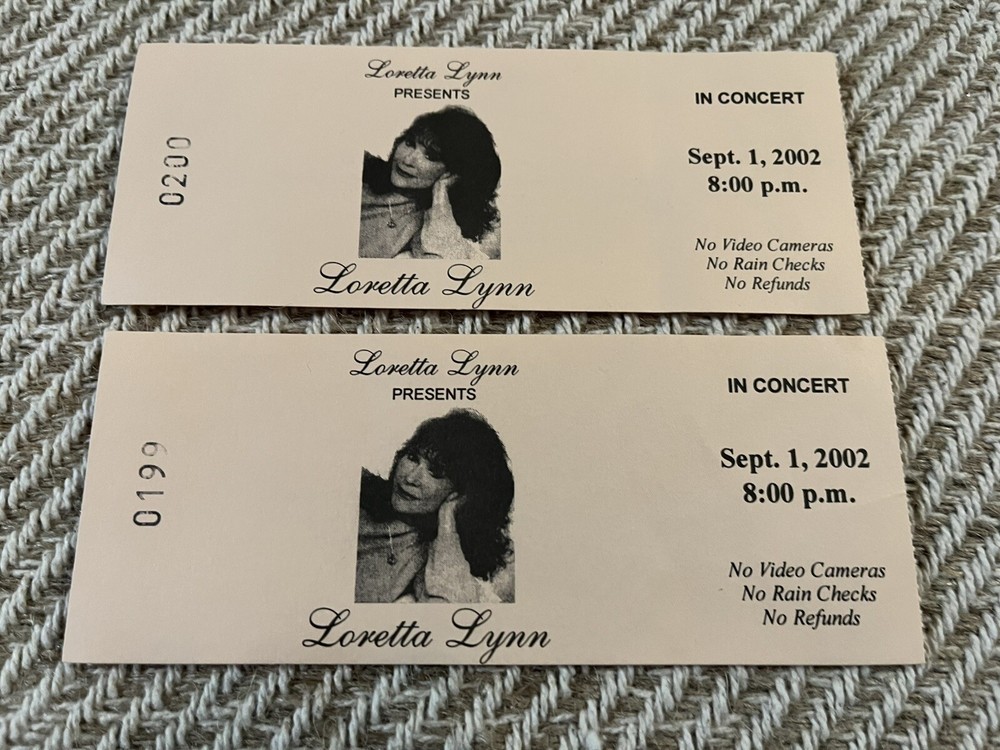 Loretta Lynn
PRESENTS
0200
Loretta Lynn
IN CONCERT
Sept. 1, 2002
8:00 p.m.
No Video Cameras
No Rain Checks
No Refunds
Loretta Lynn
PRESENTS
0199
Loretta Lynn
IN CONCERT
Sept. 1, 2002
8:00 p.m.
No Video Cameras
No Rain Checks
No Refunds